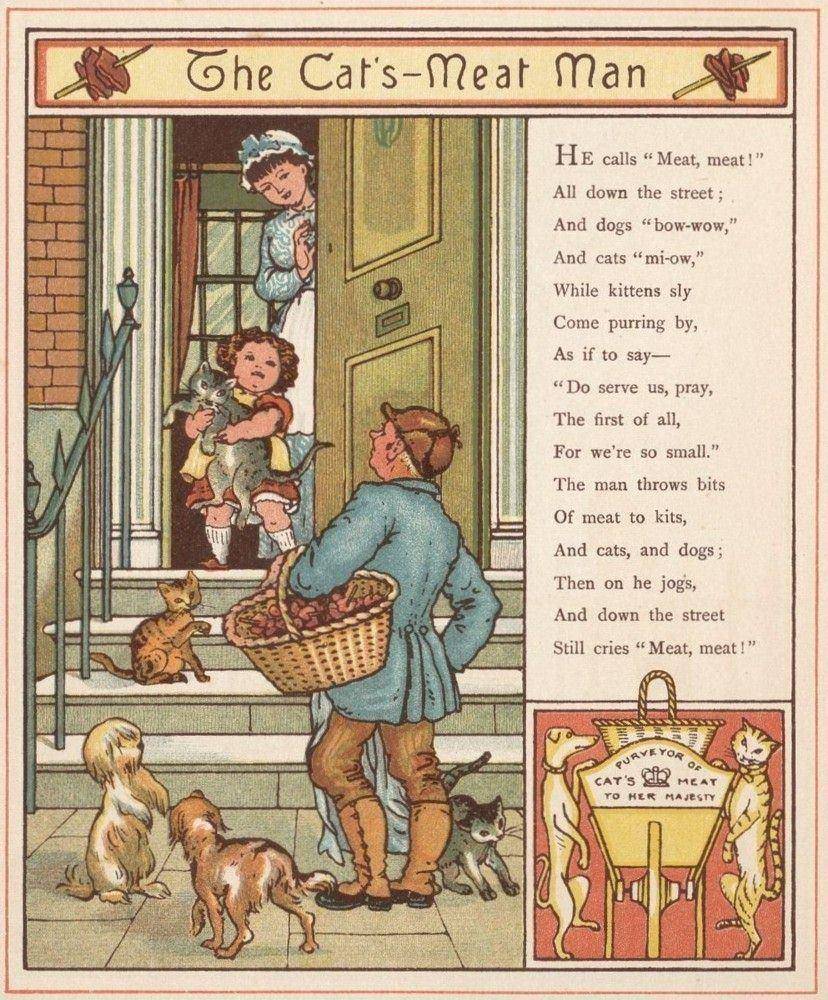 The Cat's-Meat Man
HE calls "Meat, meat!"
All down the street;
And dogs "bow-wow,"
And cats "mi-ow,"
While kittens sly
Come purring by,
As if to say—
"Do serve us, pray,
The first of all,
For we're so small."
The man throws bits
Of meat to kits,
And cats, and dogs;
Then on he jogs,
And down the street
Still cries "Meat, meat!"
PURVEYOR OF
CAT'S MEAT
TO HER MAJESTY